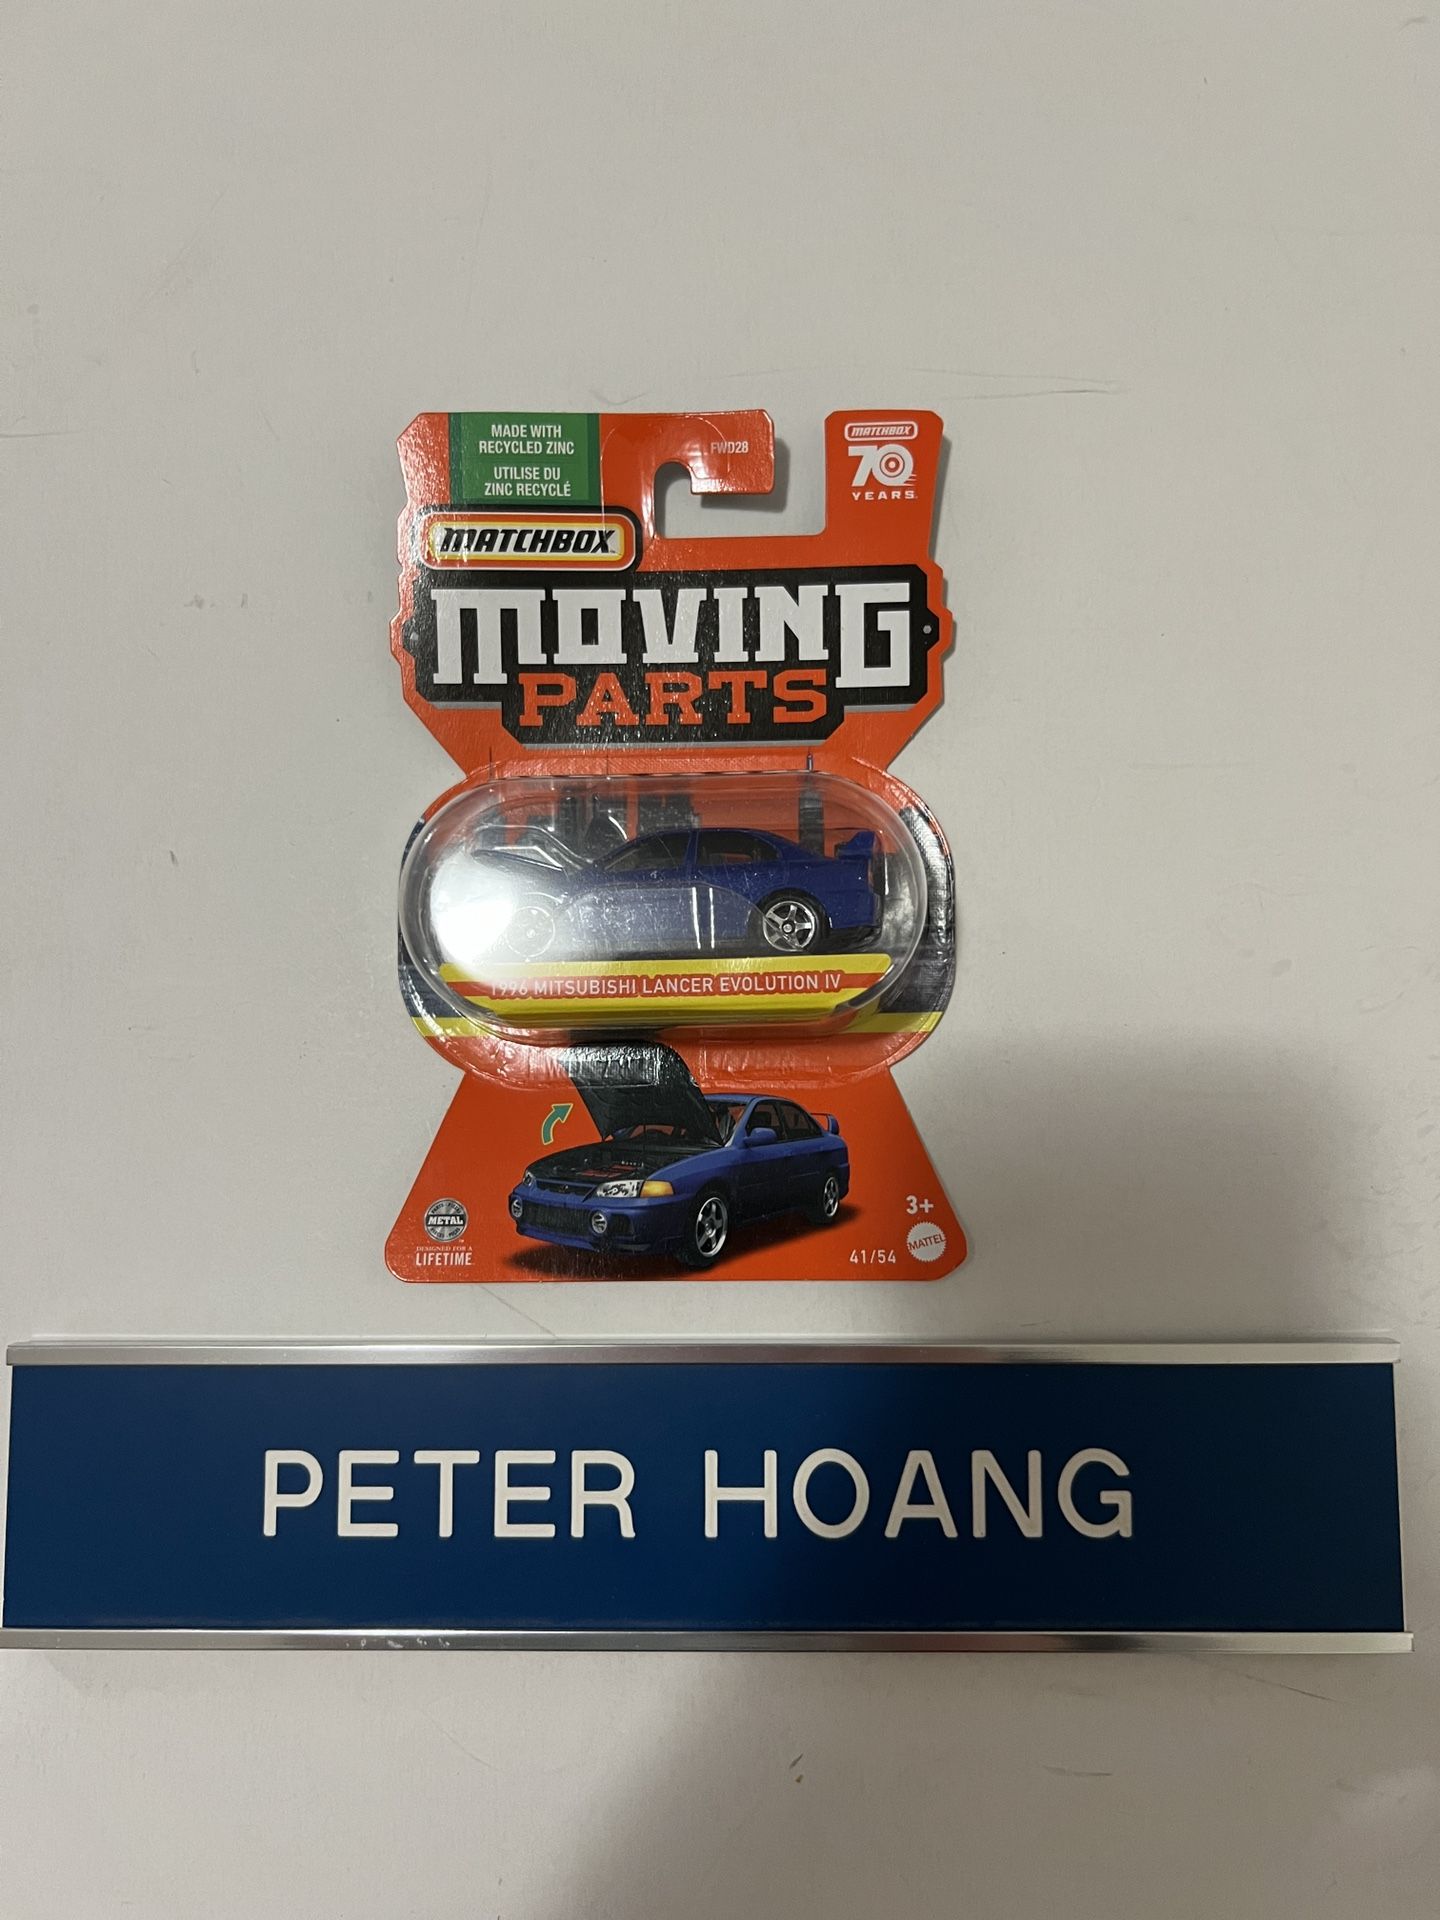 MADE WITH
RECYCLED ZINC
UTILISE DU
ZINC RECYCLÉ
FWD28
MATCHBOX
70
YEARS
MATCHBOX
MOVING
PARTS
1996 MITSUBISHI LANCER EVOLUTION IV
METAL
DESIGNED FOR A
LIFETIME
3+
41/54
MATTEL
PETER HOANG